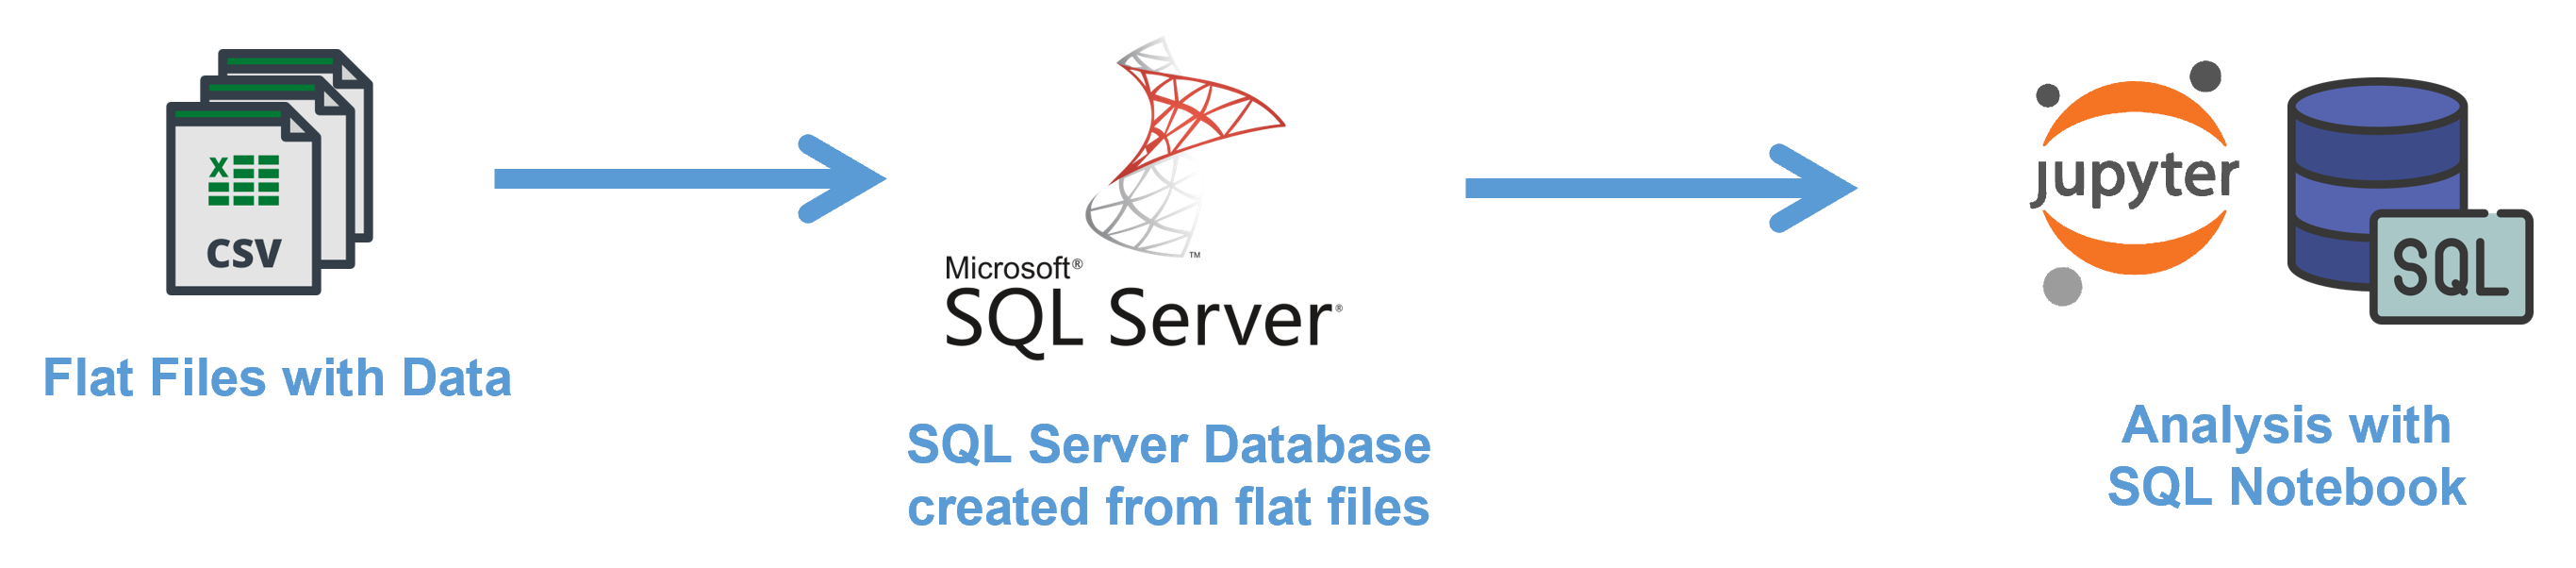 X
CSV
Flat Files with Data
Microsoft®
SQL Server®
™
SQL Server Database
created from flat files
jupyter
SQL
Analysis with
SQL Notebook